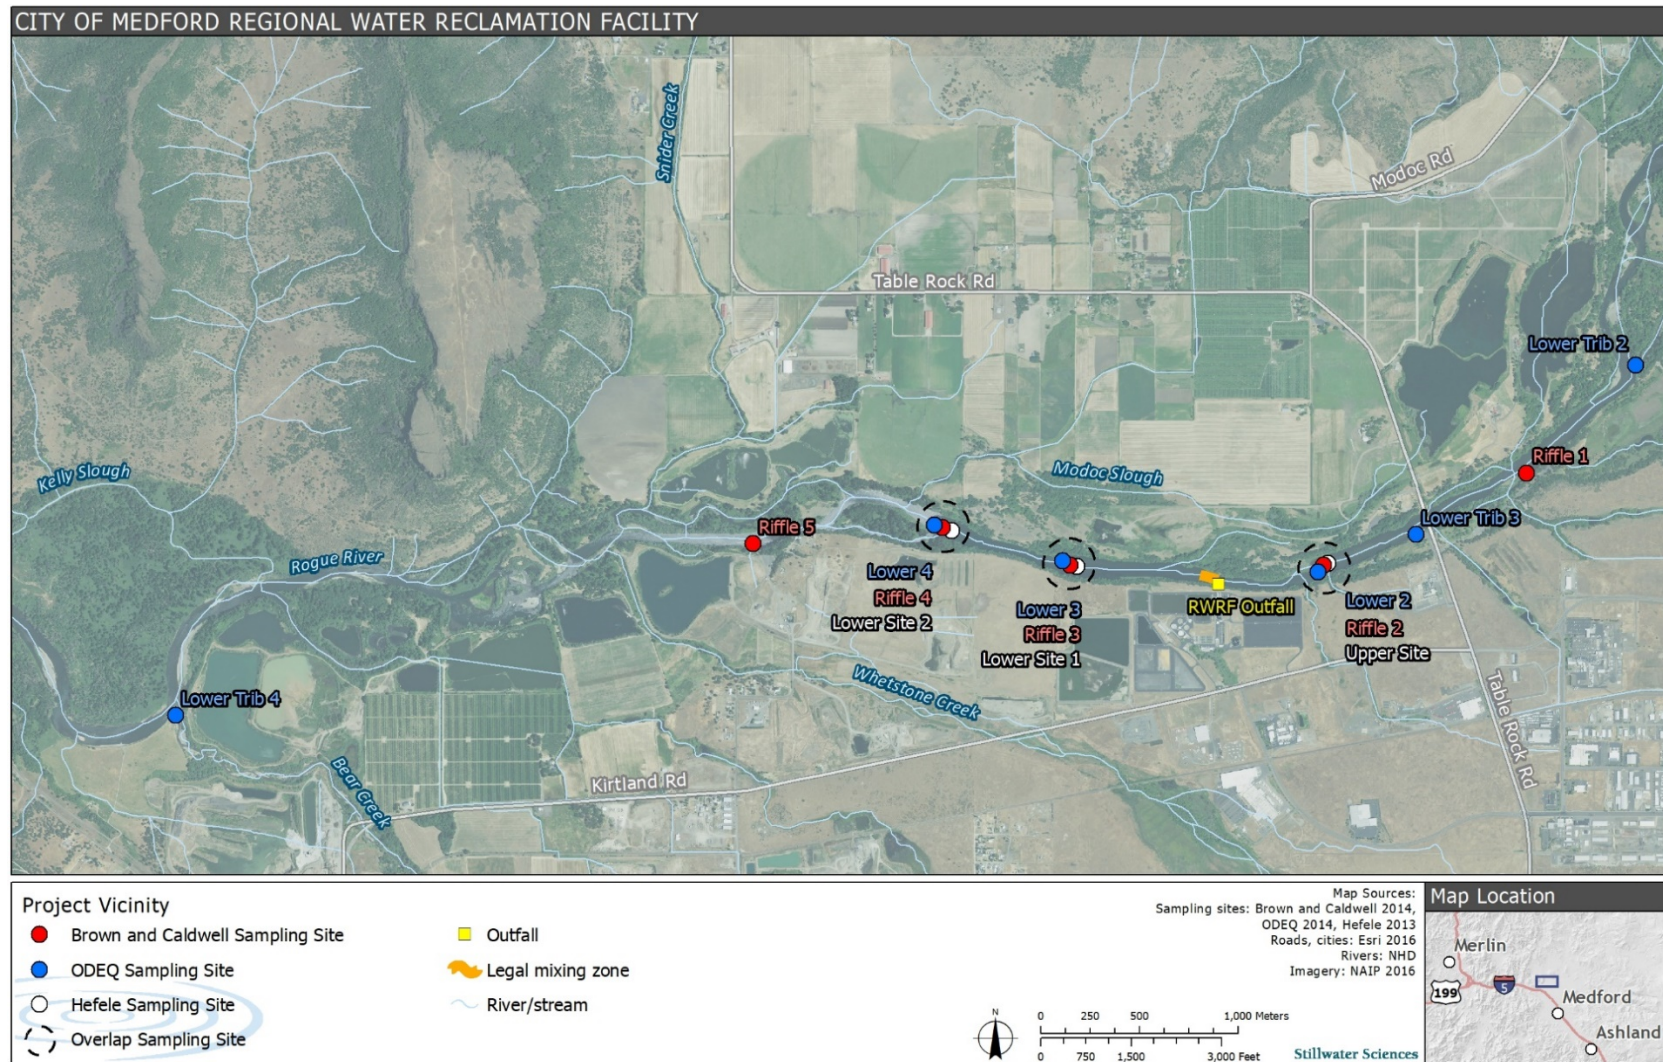 CITY OF MEDFORD REGIONAL WATER RECLAMATION FACILITY
Snider Creek
Modoc Rd
Table Rock Rd
Lower Trib 2
Riffle 1
Kelly Slough
Modoc Slough
Lower Trib 3
Riffle 5
Rogue River
Lower 4
Riffle 4
Lower Site 2
Lower 3
Riffle 3
Lower Site 1
RWRF Outfall
Lower 2
Riffle 2
Upper Site
Whetstone Creek
Table Rock Rd
Lower Trib 4
Bear Creek
Kirtland Rd
Project Vicinity
Brown and Caldwell Sampling Site
ODEQ Sampling Site
Hefele Sampling Site
Overlap Sampling Site
Outfall
Legal mixing zone
River/stream
Map Sources:
Sampling sites: Brown and Caldwell 2014,
ODEQ 2014, Hefele 2013
Roads, cities: Esri 2016
Rivers: NHD
Imagery: NAIP 2016
N
0 250 500 1,000 Meters
0 750 1,500 3,000 Feet
Stillwater Sciences
Map Location
Merlin
199
5
Medford
Ashland